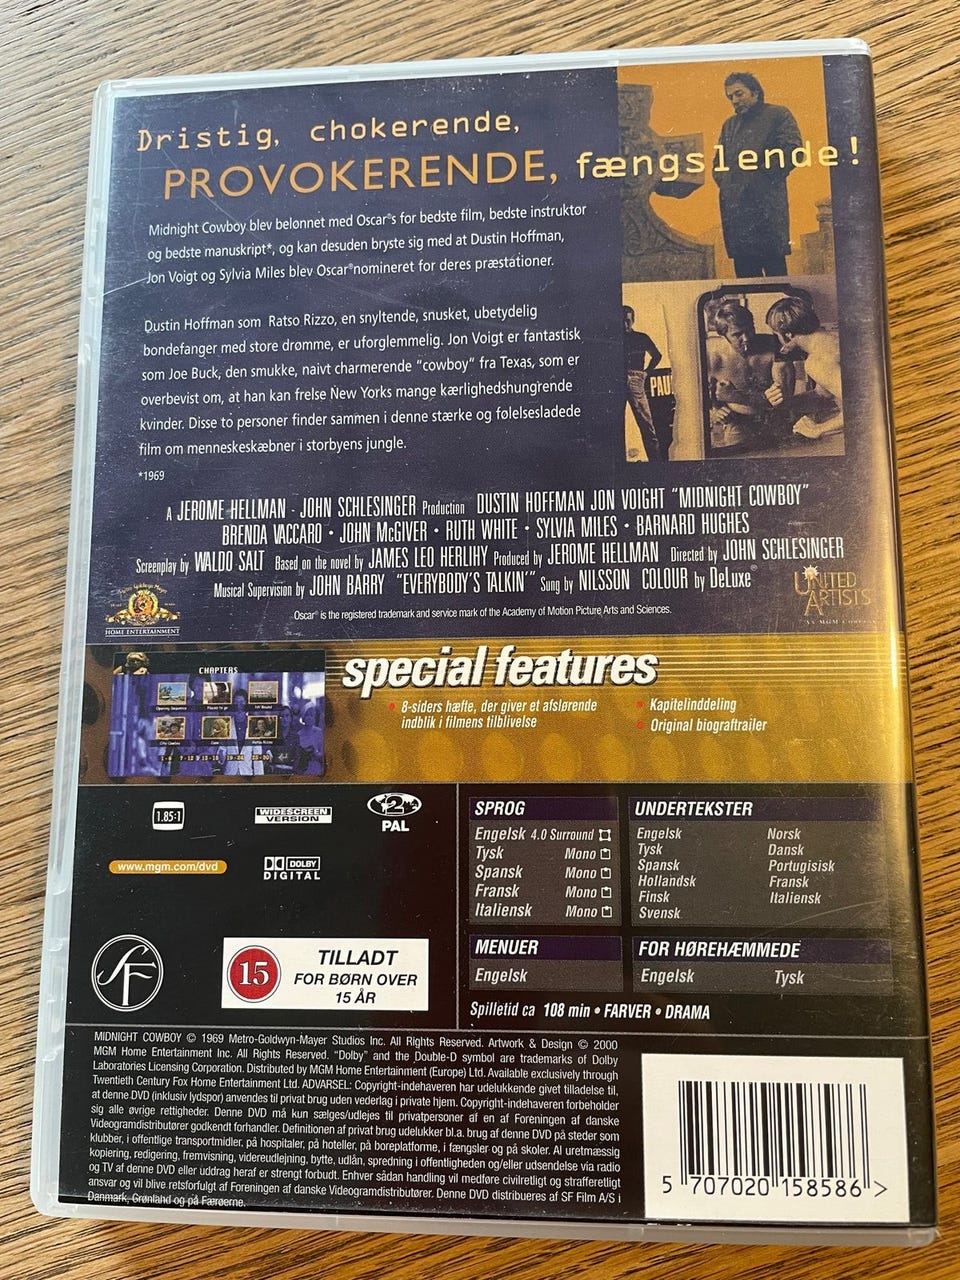 Dristig, chokerende,
PROVOKERENDE, fængslende!
Midnight Cowboy blev belønnet med Oscar®s for bedste film, bedste instruktør
og bedste manuskript*, og kan desuden bryste sig med at Dustin Hoffman,
Jon Voigt og Sylvia Miles blev Oscar®nomineret for deres præstationer.
Dustin Hoffman som Ratso Rizzo, en snyltende, snusket, ubetydelig
bondefanger med store drømme, er uforglemmelig. Jon Voigt er fantastisk
som Joe Buck, den smukke, naivt charmerende "cowboy" fra Texas, som er
overbevist om, at han kan frelse New Yorks mange kærlighedshungrende
kvinder. Disse to personer finder sammen i denne stærke og følelsesladede
film om menneskeskæbner i storbyens jungle.
*1969
PAU
A JEROME HELLMAN - JOHN SCHLESINGER Production DUSTIN HOFFMAN JON VOIGHT "MIDNIGHT COWBOY"
BRENDA VACCARO • JOHN McGIVER • RUTH WHITE • SYLVIA MILES • BARNARD HUGHES
Screenplay by WALDO SALT Based on the novel by JAMES LEO HERLIHY Produced by JEROME HELLMAN Directed by JOHN SCHLESINGER
Musical Supervision by JOHN BARRY "EVERYBODY'S TALKIN'" Sung by NILSSON COLOUR by DeLuxe®
Oscar® is the registered trademark and service mark of the Academy of Motion Picture Arts and Sciences.
HOME ENTERTAINMENT
UNITED ARTISTS
AN MGM COMPANY
CHAPTERS
Opening Sequence
1-6 7-12 13-18 19-24 25-30
special features
• 8-siders hæfte, der giver et afslørende
indblik i filmens tilblivelse
• Kapitelinddeling
• Original biograftrailer
1.85:1
WIDESCREEN
VERSION
2
PAL
www.mgm.com/dvd
DOLBY
DIGITAL
SPROG
Engelsk 4.0 Surround
Tysk Mono
Spansk Mono
Fransk Mono
Italiensk Mono
UNDERTEKSTER
Engelsk Norsk
Tysk Dansk
Spansk Portugisisk
Hollandsk Fransk
Finsk Italiensk
Svensk
MENUER
Engelsk
FOR HØREHÆMMEDE
Engelsk Tysk
SF
15
TILLADT
FOR BØRN OVER
15 ÅR
Spilletid ca 108 min • FARVER • DRAMA
MIDNIGHT COWBOY © 1969 Metro-Goldwyn-Mayer Studios Inc. All Rights Reserved. Artwork & Design © 2000
MGM Home Entertainment Inc. All Rights Reserved. "Dolby" and the Double-D symbol are trademarks of Dolby
Laboratories Licensing Corporation. Distributed by MGM Home Entertainment (Europe) Ltd. Available exclusively through
Twentieth Century Fox Home Entertainment Ltd. ADVARSEL: Copyright-indehaveren har udelukkende givet tilladelse til,
at denne DVD (inklusiv lydspor) anvendes til privat brug uden vederlag i private hjem. Copyright-indehaveren forbeholder
sig alle øvrige rettigheder. Denne DVD må kun sælges/udlejes til privatpersoner af en af Foreningen af danske
Videogramdistributører godkendt forhandler. Definitionen af privat brug udelukker bl.a. brug af denne DVD på steder som
klubber, i offentlige transportmidler, på hospitaler, på hoteller, på boreplatforme, i fængsler og på skoler. Al uretmæssig
kopiering, redigering, fremvisning, videreudlejning, bytte, udlån, spredning i offentligheden og/eller udsendelse via radio
og TV af denne DVD eller uddrag heraf er strengt forbudt. Enhver sådan handling vil medføre civilretligt og strafferetligt
ansvar og vil blive retsforfulgt af Foreningen af danske Videogramdistributører. Denne DVD distribueres af SF Film A/S i
Danmark, Grønland og på Færøerne.
5 707020 158586 >